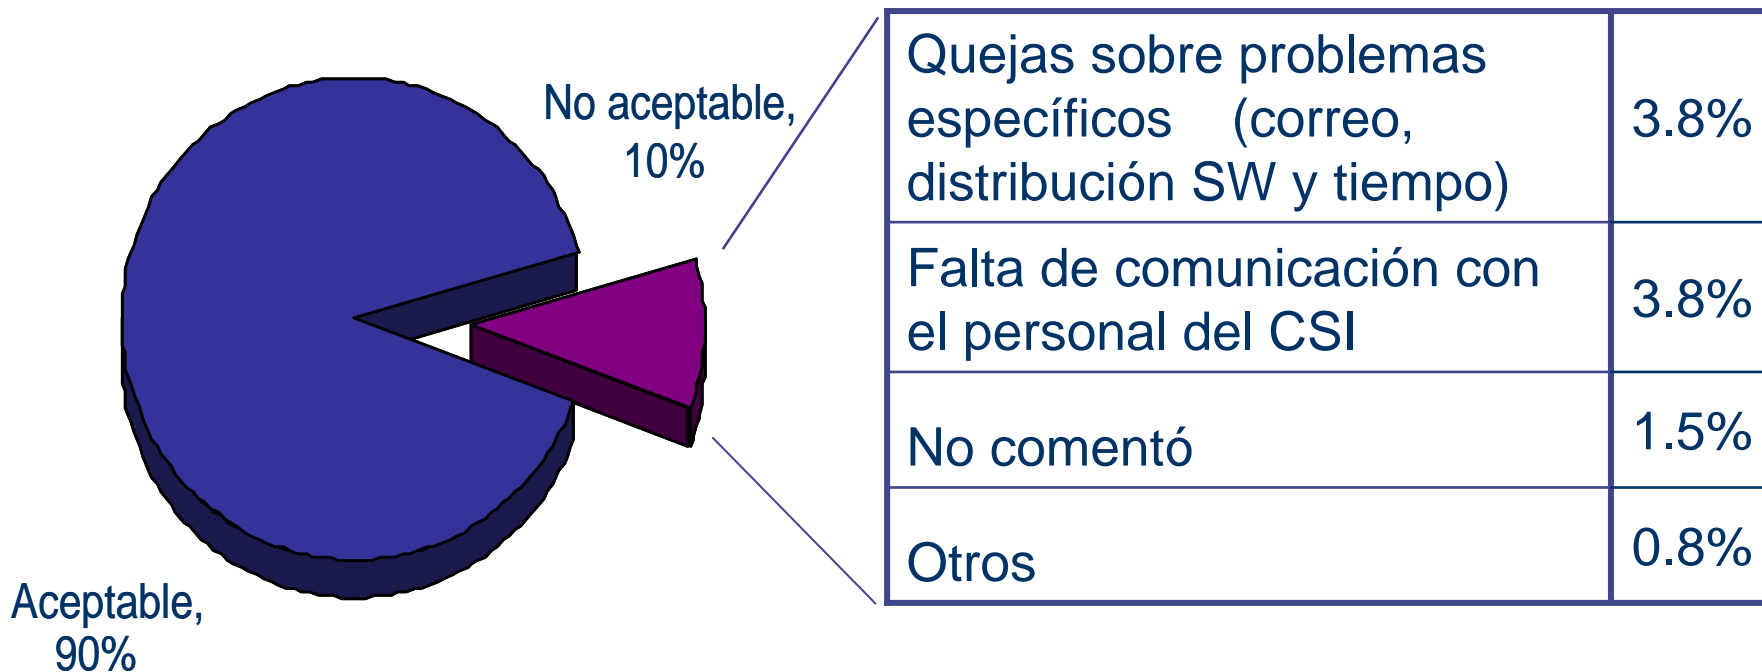 No aceptable,
10%
Aceptable,
90%
Quejas sobre problemas
específicos (correo,
distribución SW y tiempo)
3.8%
Falta de comunicación con
el personal del CSI
3.8%
No comentó
1.5%
Otros
0.8%